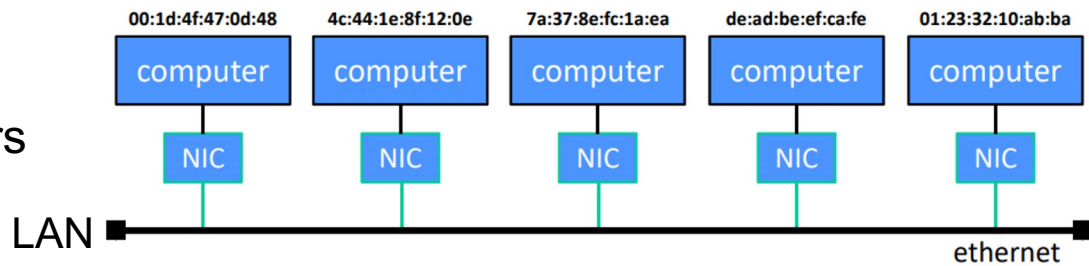 00:1d:4f:47:0d:48 4c:44:1e:8f:12:0e 7a:37:8e:fc:1a:ea de:ad:be:ef:ca:fe 01:23:32:10:ab:ba
computer computer computer computer computer
rs
NIC NIC NIC NIC NIC
LAN
ethernet